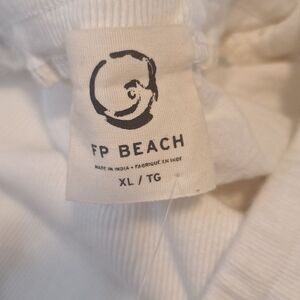 FP BEACH
MADE IN INDIA • FABRIQUÉ EN INDE
XL / TG